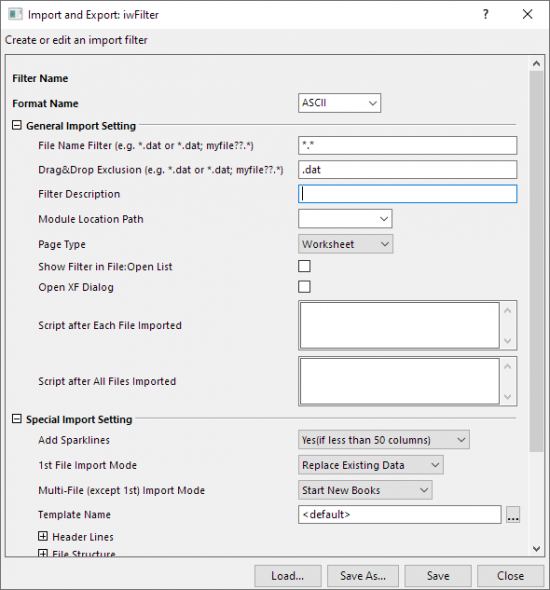 Import and Export: iwFilter ?
Create or edit an import filter
Filter Name
Format Name ASCII
General Import Setting
File Name Filter (e.g. *.dat or *.dat; myfile??.*) *.*
Drag&Drop Exclusion (e.g. *.dat or *.dat; myfile??.*) .dat
Filter Description
Module Location Path
Page Type Worksheet
Show Filter in File:Open List
Open XF Dialog
Script after Each File Imported
Script after All Files Imported
Special Import Setting
Add Sparklines Yes(if less than 50 columns)
1st File Import Mode Replace Existing Data
Multi-File (except 1st) Import Mode Start New Books
Template Name <default> ...
Header Lines
File Structure
Load... Save As... Save Close